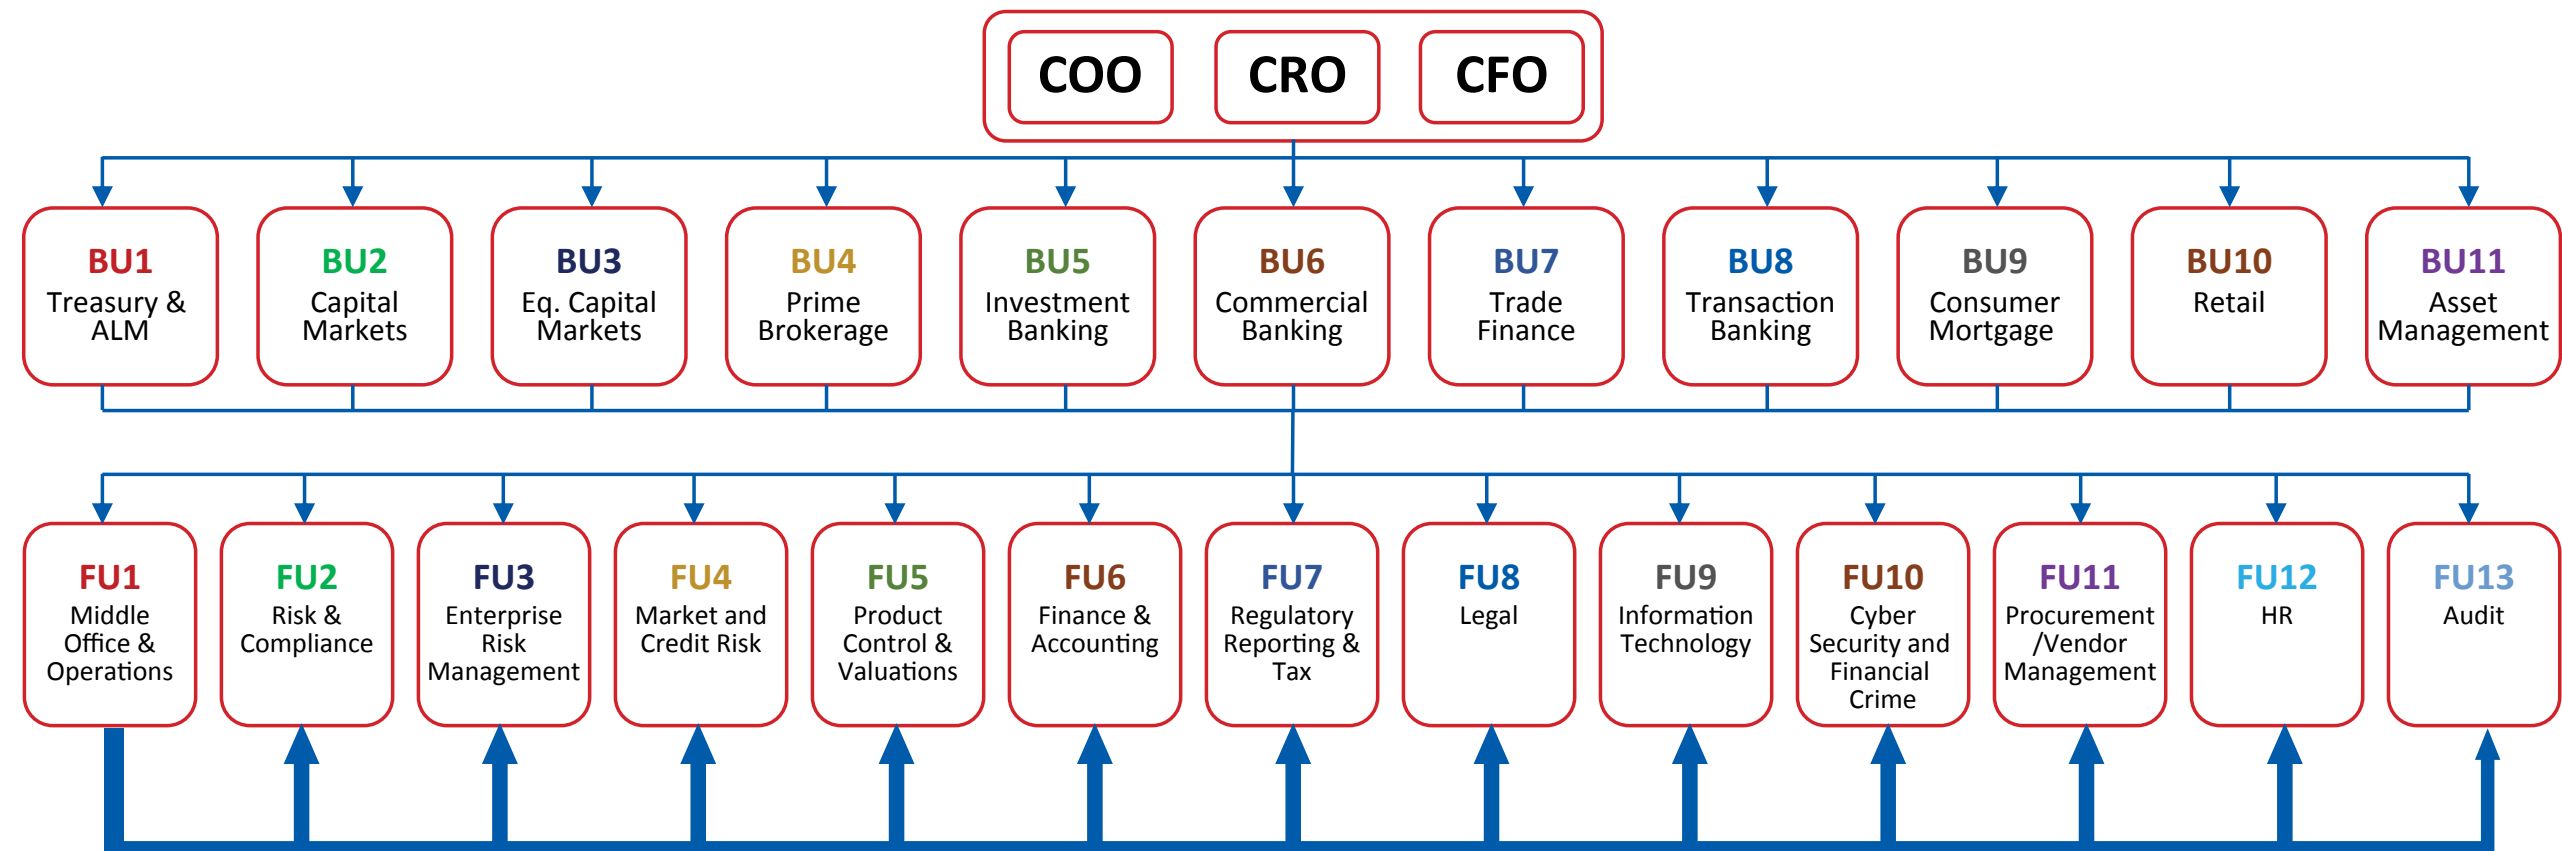 COO
CRO
CFO
BU1
Treasury &
ALM
BU2
Capital
Markets
BU3
Eq. Capital
Markets
BU4
Prime
Brokerage
BU5
Investment
Banking
BU6
Commercial
Banking
BU7
Trade
Finance
BU8
Transaction
Banking
BU9
Consumer
Mortgage
BU10
Retail
BU11
Asset
Management
FU1
Middle
Office &
Operations
FU2
Risk &
Compliance
FU3
Enterprise
Risk
Management
FU4
Market and
Credit Risk
FU5
Product
Control &
Valuations
FU6
Finance &
Accounting
FU7
Regulatory
Reporting &
Tax
FU8
Legal
FU9
Information
Technology
FU10
Cyber
Security and
Financial
Crime
FU11
Procurement
/Vendor
Management
FU12
HR
FU13
Audit